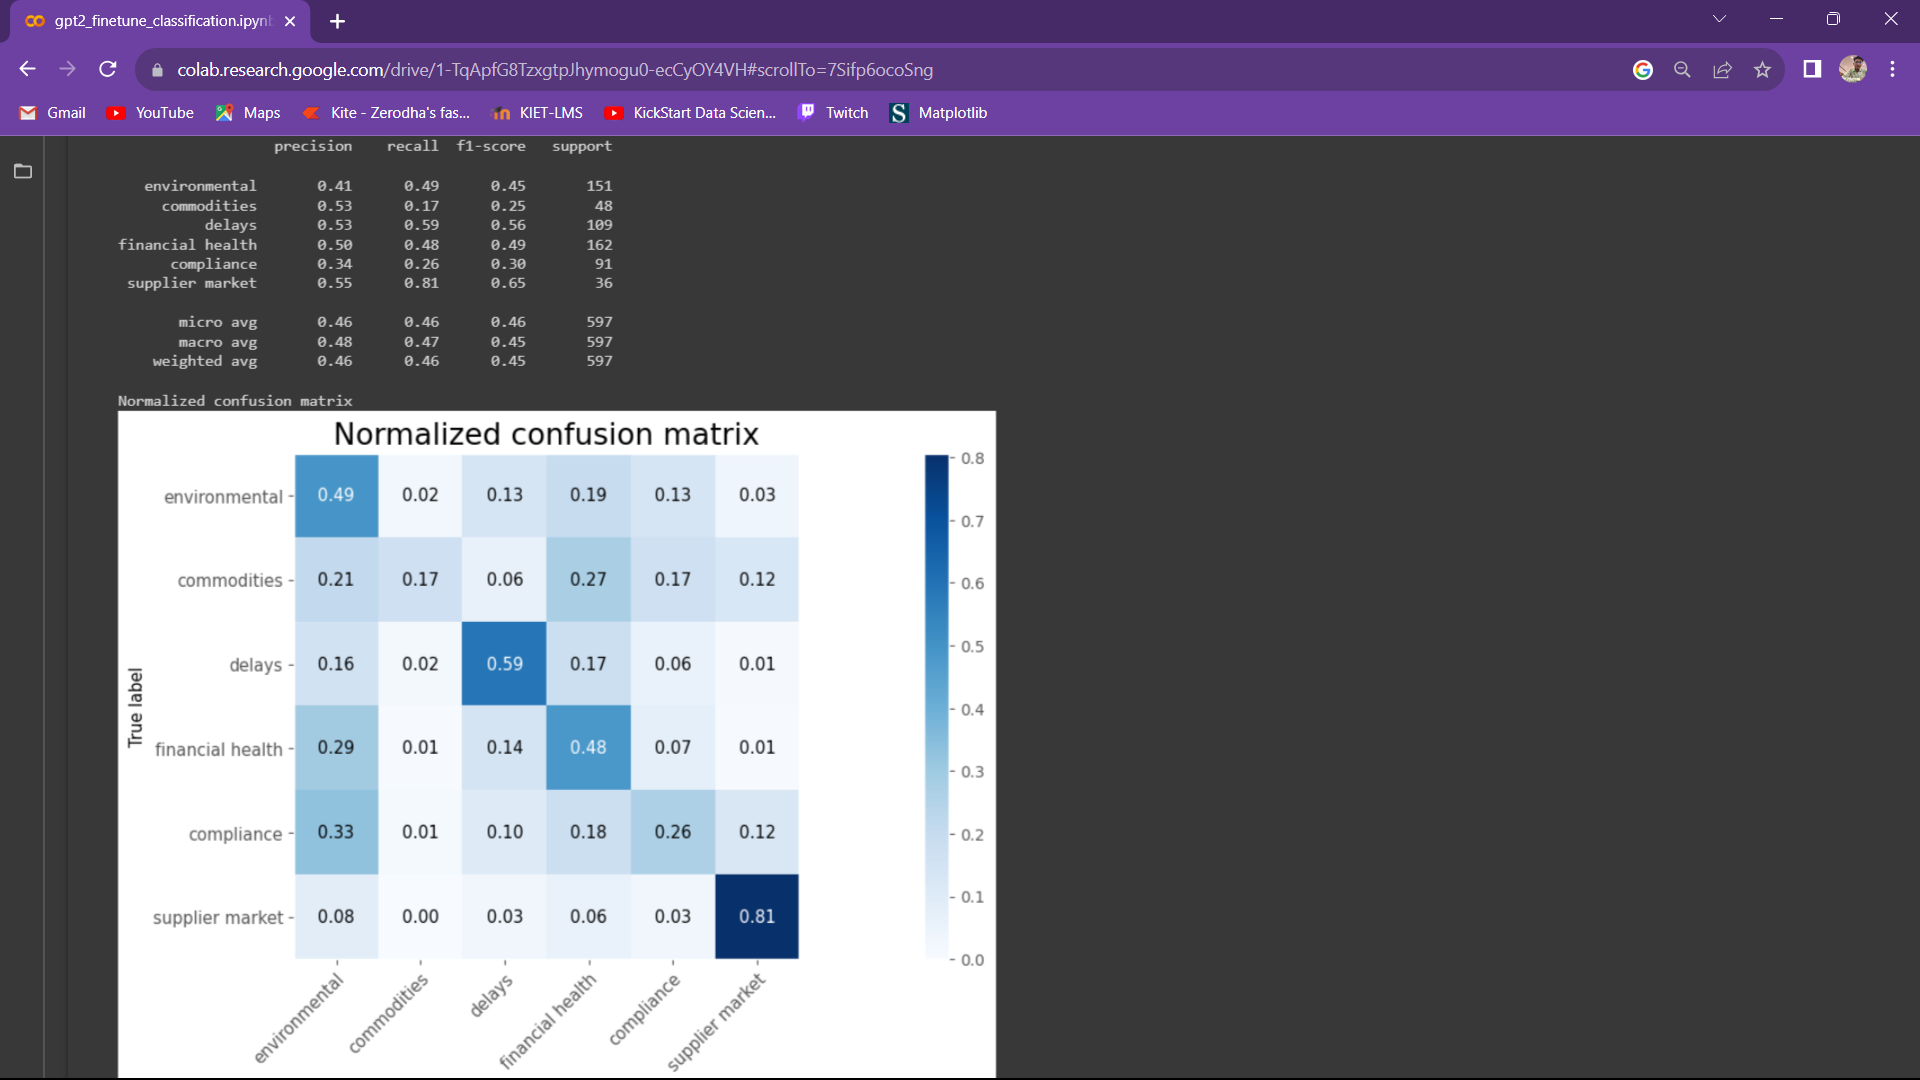 gpt2_finetune_classification.ipynb
colab.research.google.com/drive/1-TqApfG8TzxgtpJhymogu0-ecCyOY4VH#scrollTo=7Sifp6ocoSng
Gmail YouTube Maps Kite - Zerodha's fas... KIET-LMS KickStart Data Scien... Twitch Matplotlib
precision recall f1-score support
environmental 0.41 0.49 0.45 151
commodities 0.53 0.17 0.25 48
delays 0.53 0.59 0.56 109
financial health 0.50 0.48 0.49 162
compliance 0.34 0.26 0.30 91
supplier market 0.55 0.81 0.65 36
micro avg 0.46 0.46 0.46 597
macro avg 0.48 0.47 0.45 597
weighted avg 0.46 0.46 0.45 597
Normalized confusion matrix
Normalized confusion matrix
environmental 0.49 0.02 0.13 0.19 0.13 0.03
commodities 0.21 0.17 0.06 0.27 0.17 0.12
delays 0.16 0.02 0.59 0.17 0.06 0.01
financial health 0.29 0.01 0.14 0.48 0.07 0.01
compliance 0.33 0.01 0.10 0.18 0.26 0.12
supplier market 0.08 0.00 0.03 0.06 0.03 0.81
True label
environmental commodities delays financial health compliance supplier market
0.8
0.7
0.6
0.5
0.4
0.3
0.2
0.1
0.0